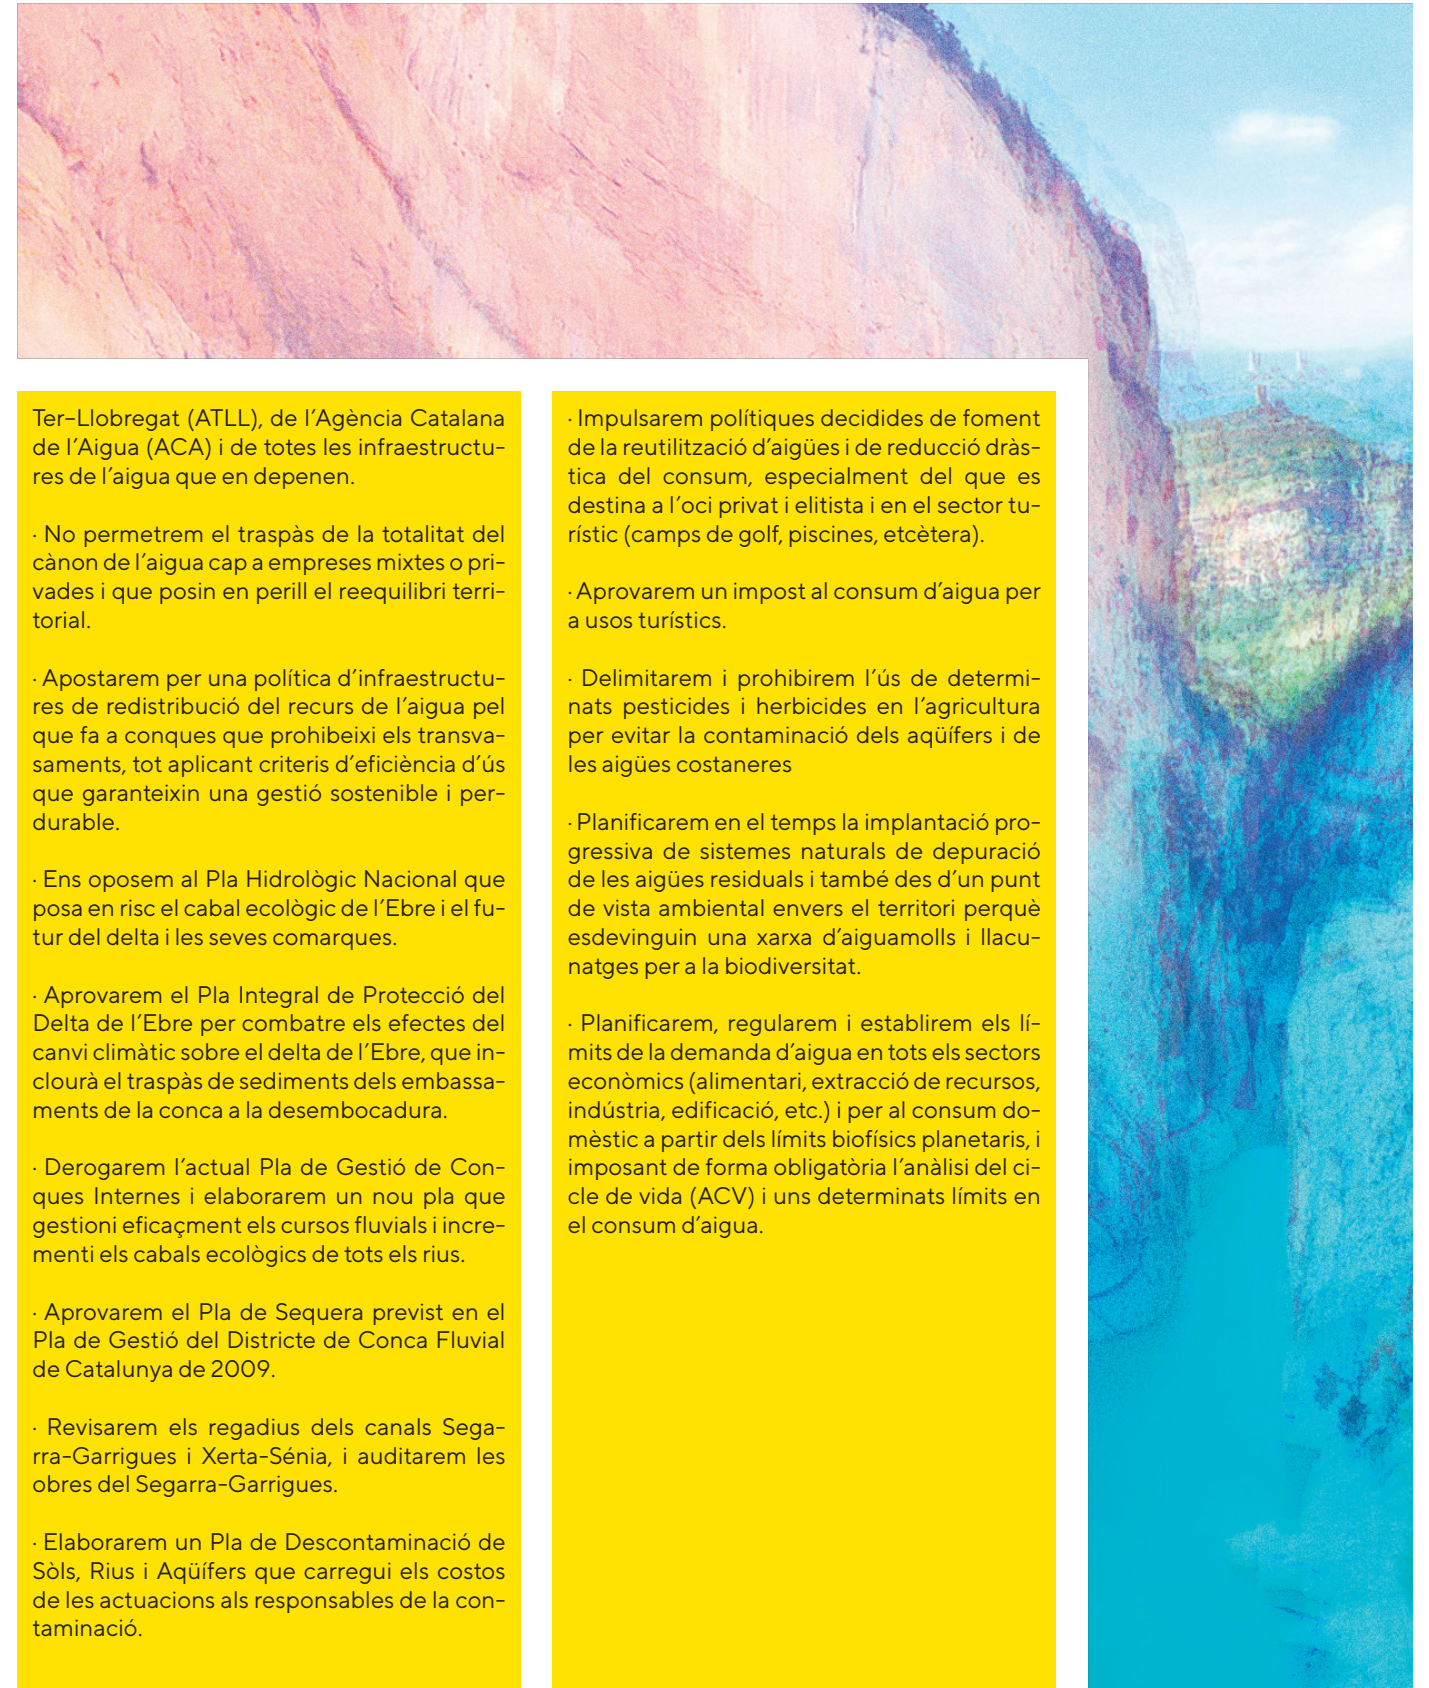 Ter-Llobregat (ATLL), de l'Agència Catalana
de l'Aigua (ACA) i de totes les infraestructu-
res de l'aigua que en depenen.
· No permetrem el traspàs de la totalitat del
cànon de l'aigua cap a empreses mixtes o pri-
vades i que posin en perill el reequilibri terri-
torial.
· Apostarem per una política d'infraestructu-
res de redistribució del recurs de l'aigua pel
que fa a conques que prohibeixi els transva-
saments, tot aplicant criteris d'eficiència d'ús
que garanteixin una gestió sostenible i per-
durable.
· Ens oposem al Pla Hidrològic Nacional que
posa en risc el cabal ecològic de l'Ebre i el fu-
tur del delta i les seves comarques.
· Aprovarem el Pla Integral de Protecció del
Delta de l'Ebre per combatre els efectes del
canvi climàtic sobre el delta de l'Ebre, que in-
clourà el traspàs de sediments dels embassa-
ments de la conca a la desembocadura.
· Derogarem l'actual Pla de Gestió de Con-
ques Internes i elaborarem un nou pla que
gestioni eficaçment els cursos fluvials i incre-
menti els cabals ecològics de tots els rius.
· Aprovarem el Pla de Sequera previst en el
Pla de Gestió del Districte de Conca Fluvial
de Catalunya de 2009.
· Revisarem els regadius dels canals Sega-
rra-Garrigues i Xerta-Sénia, i auditarem les
obres del Segarra-Garrigues.
· Elaborarem un Pla de Descontaminació de
Sòls, Rius i Aqüífers que carregui els costos
de les actuacions als responsables de la con-
taminació.
· Impulsarem polítiques decidides de foment
de la reutilització d'aigües i de reducció dràs-
tica del consum, especialment del que es
destina a l'oci privat i elitista i en el sector tu-
rístic (camps de golf, piscines, etcètera).
· Aprovarem un impost al consum d'aigua per
a usos turístics.
· Delimitarem i prohibirem l'ús de determi-
nats pesticides i herbicides en l'agricultura
per evitar la contaminació dels aqüífers i de
les aigües costaneres
· Planificarem en el temps la implantació pro-
gressiva de sistemes naturals de depuració
de les aigües residuals i també des d'un punt
de vista ambiental envers el territori perquè
esdevinguin una xarxa d'aiguamolls i llacu-
natges per a la biodiversitat.
· Planificarem, regularem i establirem els lí-
mits de la demanda d'aigua en tots els sectors
econòmics (alimentari, extracció de recursos,
indústria, edificació, etc.) i per al consum do-
mèstic a partir dels límits biofísics planetaris, i
imposant de forma obligatòria l'anàlisi del ci-
cle de vida (ACV) i uns determinats límits en
el consum d'aigua.